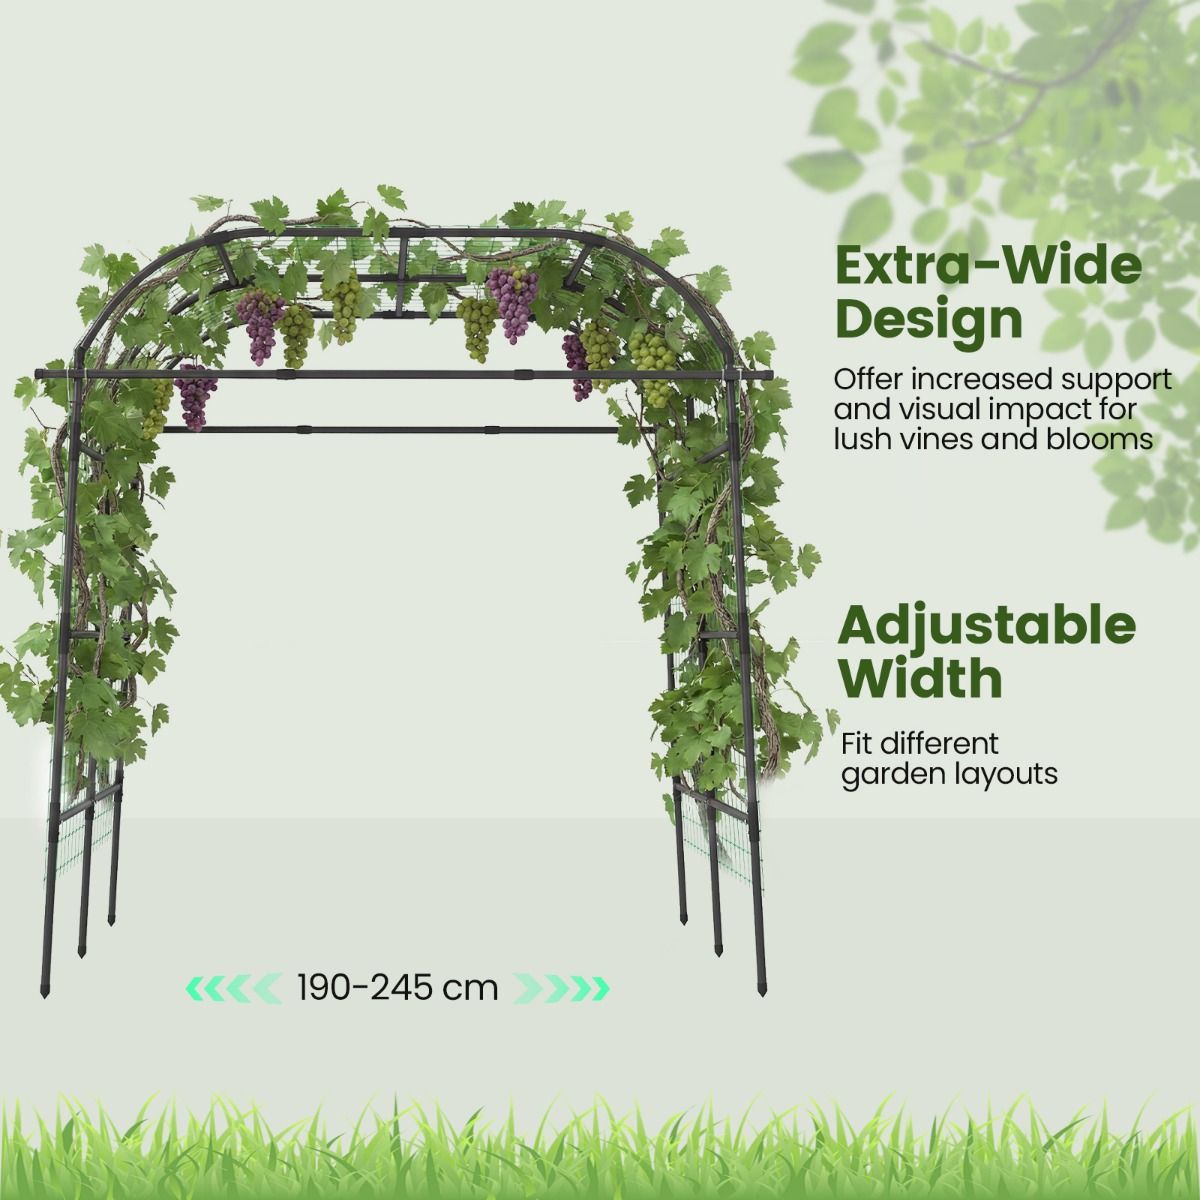 Extra-Wide
Design
Offer increased support
and visual impact for
lush vines and blooms
Adjustable
Width
Fit different
garden layouts
190-245 cm